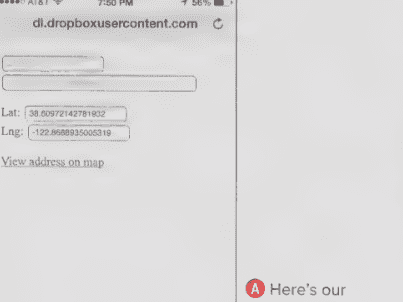 AT&T 7:50 PM 56%
dl.dropboxusercontent.com
Lat: 38.60972142781932
Lng: -122.8688935005319
View address on map
A Here's our